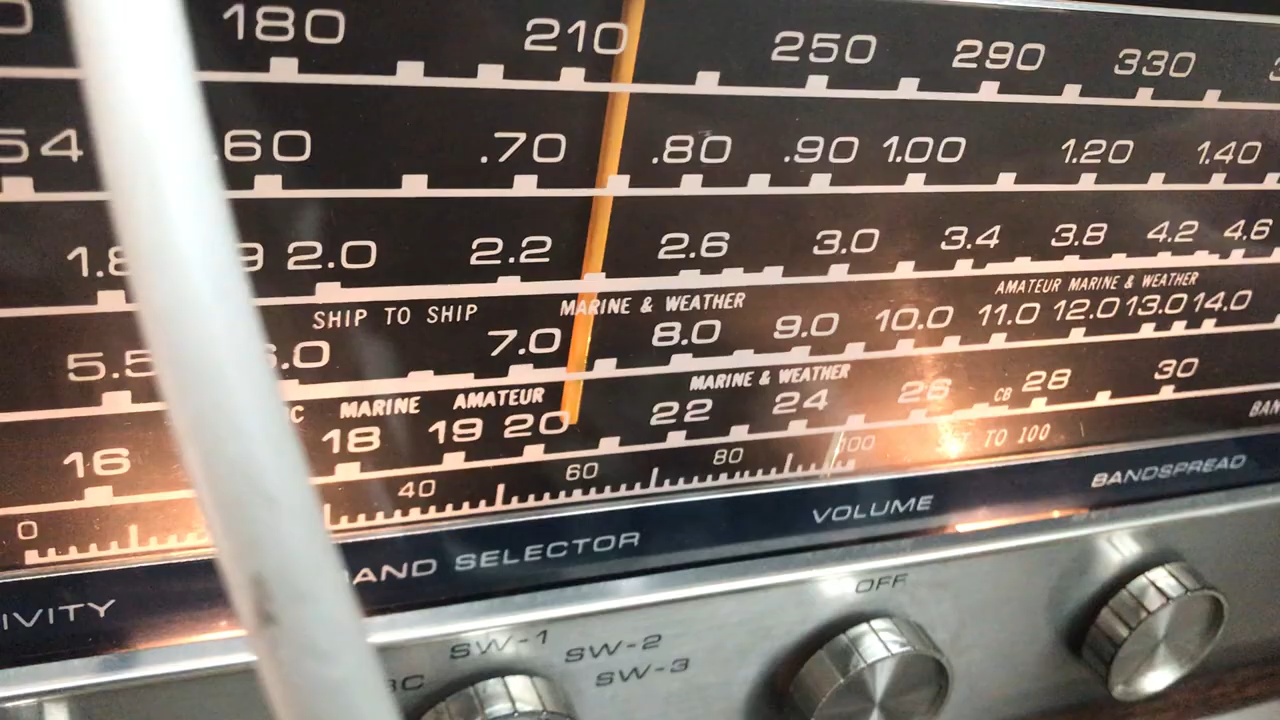 0 180 210 250 290 330
54 .60 .70 .80 .90 1.00 1.20 1.40
1.8 9 2.0 2.2 2.6 3.0 3.4 3.8 4.2 4.6
SHIP TO SHIP MARINE & WEATHER AMATEUR MARINE & WEATHER
5.5 6.0 7.0 8.0 9.0 10.0 11.0 12.0 13.0 14.0
C MARINE AMATEUR MARINE & WEATHER
16 18 19 20 22 24 26 CB 28 30
0 40 60 80 100 SET TO 100 BAN
IVITY BAND SELECTOR VOLUME BANDSPREAD
BC SW-1 SW-2 SW-3 OFF